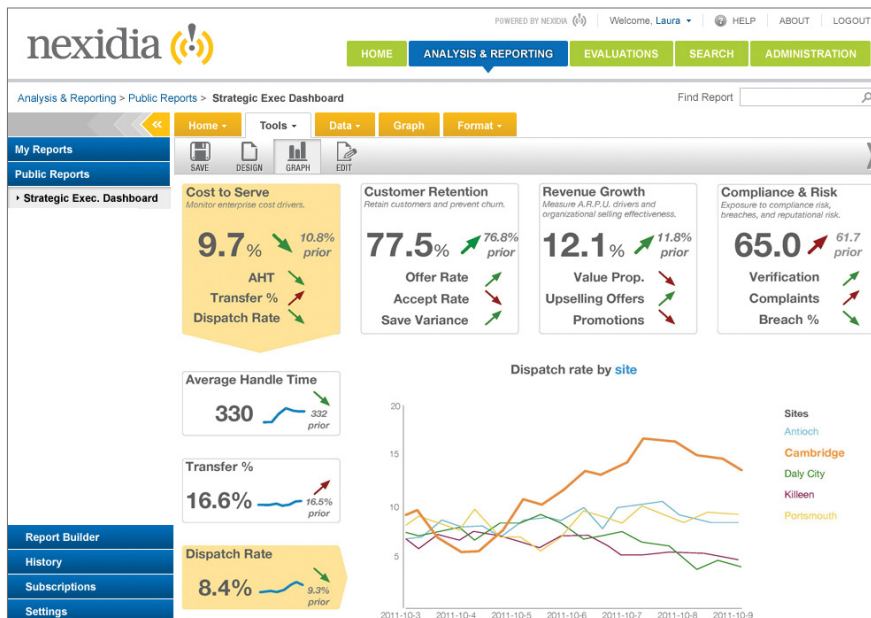 POWERED BY NEXIDIA
Welcome, Laura
HELP
ABOUT
LOGOUT
nexidia
HOME
ANALYSIS & REPORTING
EVALUATIONS
SEARCH
ADMINISTRATION
Analysis & Reporting > Public Reports > Strategic Exec Dashboard
Find Report
Home
Tools
Data
Graph
Format
My Reports
Public Reports
Strategic Exec. Dashboard
SAVE
DESIGN
GRAPH
EDIT
Cost to Serve
Monitor enterprise cost drivers.
9.7%
10.8%
prior
AHT
Transfer %
Dispatch Rate
Customer Retention
Retain customers and prevent churn.
77.5%
76.8%
prior
Offer Rate
Accept Rate
Save Variance
Revenue Growth
Measure A.R.P.U. drivers and
organizational selling effectiveness.
12.1%
11.8%
prior
Value Prop.
Upselling Offers
Promotions
Compliance & Risk
Exposure to compliance risk,
breaches, and reputational risk.
65.0
61.7
prior
Verification
Complaints
Breach %
Average Handle Time
330
332
prior
Transfer %
16.6%
16.5%
prior
Dispatch Rate
8.4%
9.3%
prior
Dispatch rate by site
20
15
10
5
2011-10-3
2011-10-4
2011-10-5
2011-10-6
2011-10-7
2011-10-8
2011-10-9
Sites
Antioch
Cambridge
Daly City
Killeen
Portsmouth
Report Builder
History
Subscriptions
Settings